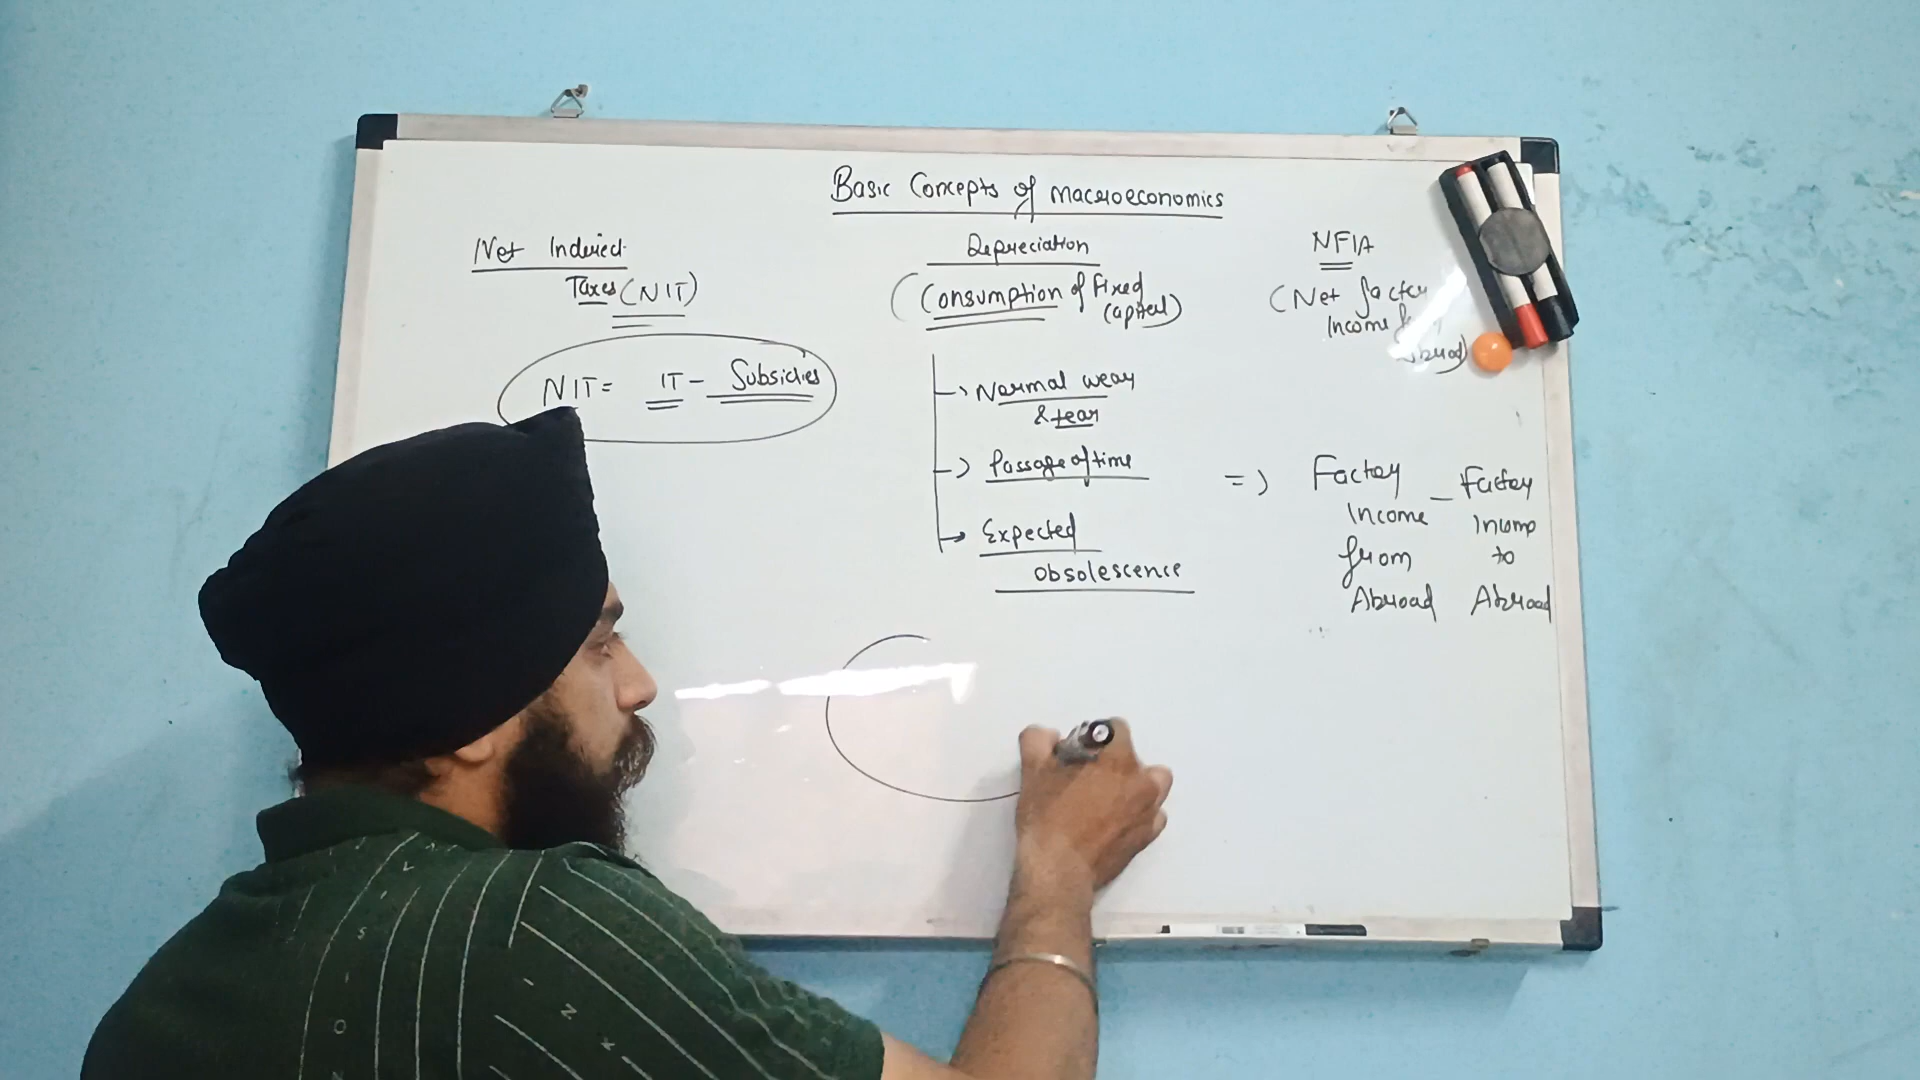 Basic Concepts of Macroeconomics
Net Indirect
Taxes (NIT)
NIT = IT - Subsidies
Depreciation
(Consumption of Fixed
Capital)
-> Normal wear
& tear
-> Passage of time
-> Expected
obsolescence
NFIA
(Net factor
Income
=> Factor Income from Abroad - Factor Income to Abroad